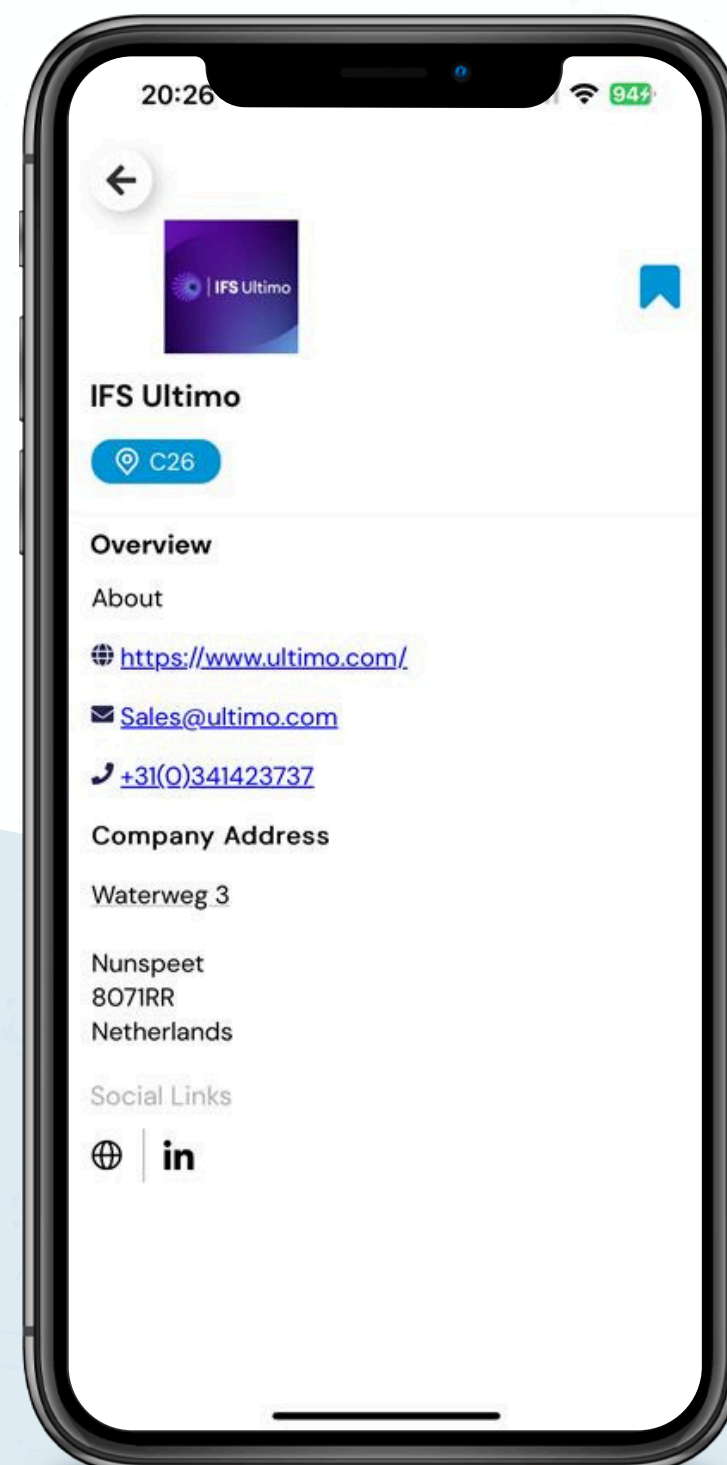 20:26
94
IFS Ultimo
IFS Ultimo
C26
Overview
About
https://www.ultimo.com/
Sales@ultimo.com
+31(0)341423737
Company Address
Waterweg 3
Nunspeet
8071RR
Netherlands
Social Links
in